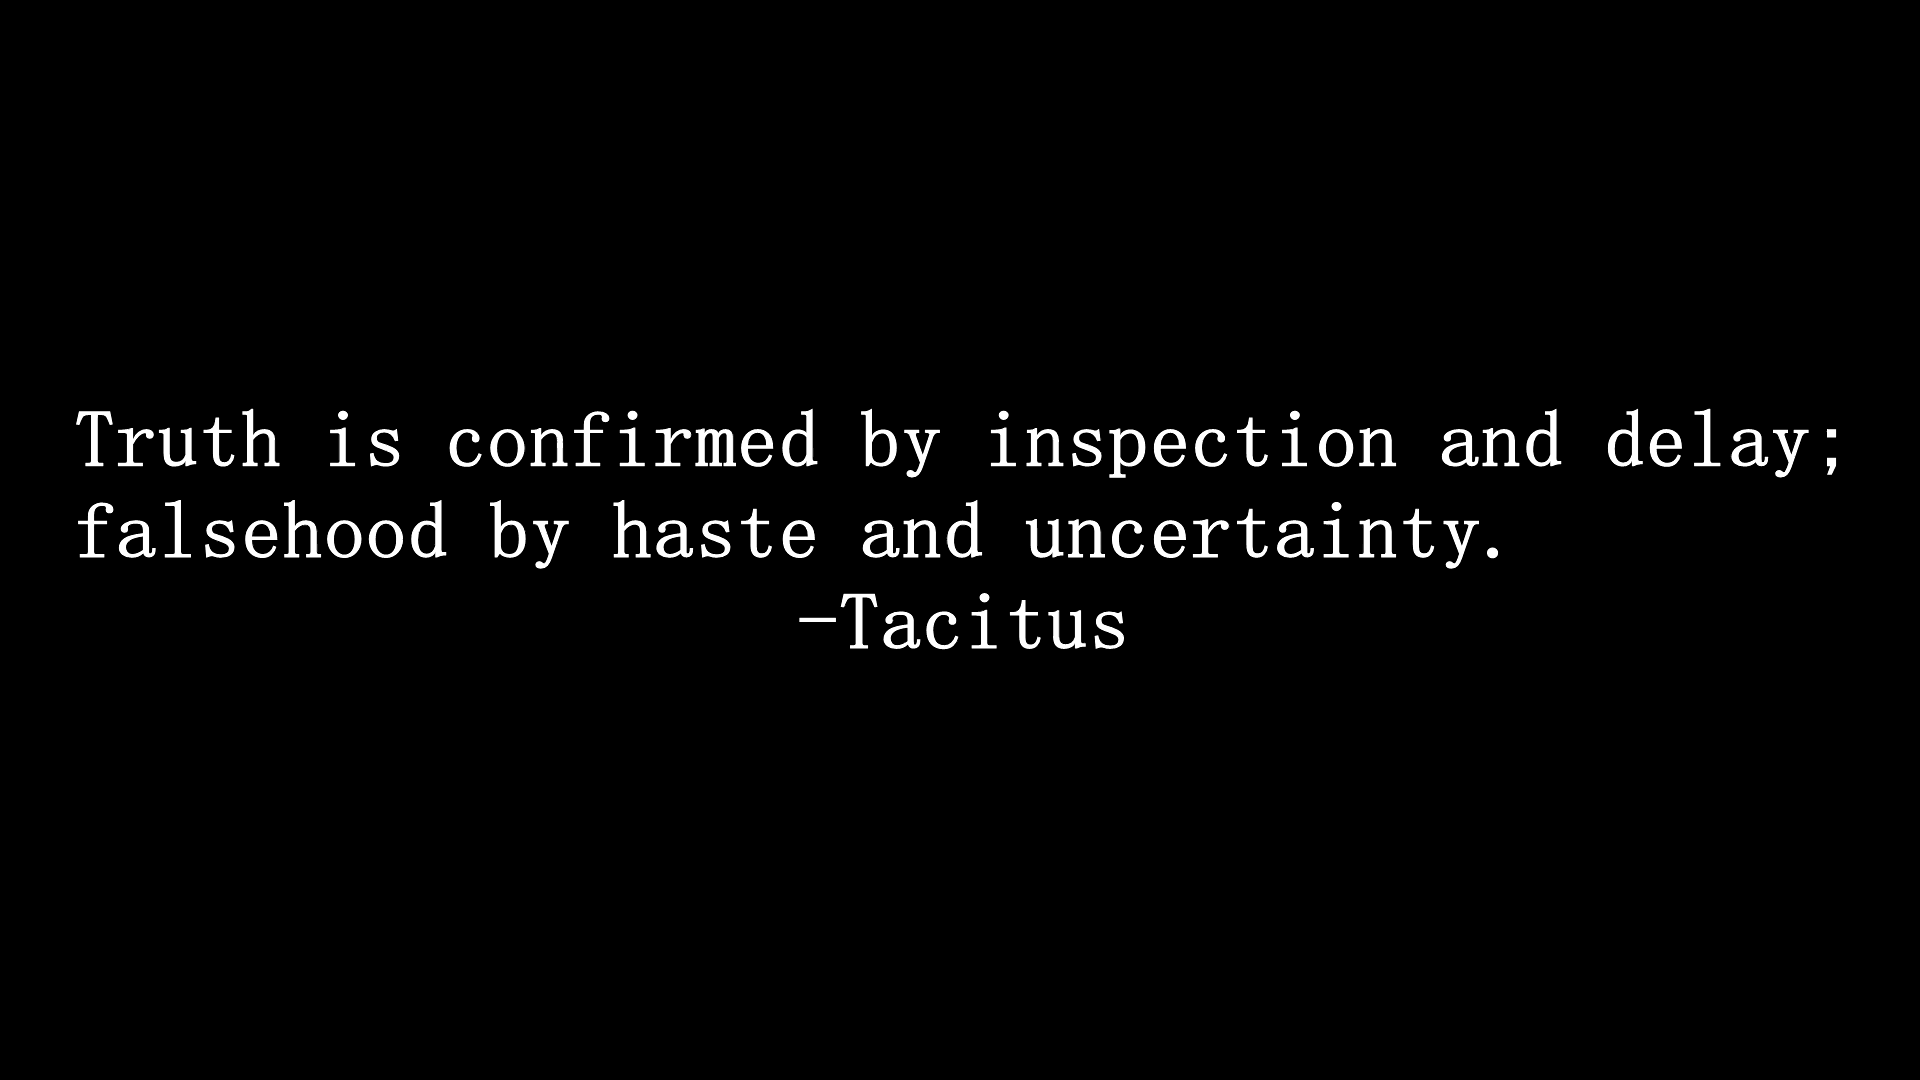 Truth is confirmed by inspection and delay;
falsehood by haste and uncertainty.
-Tacitus